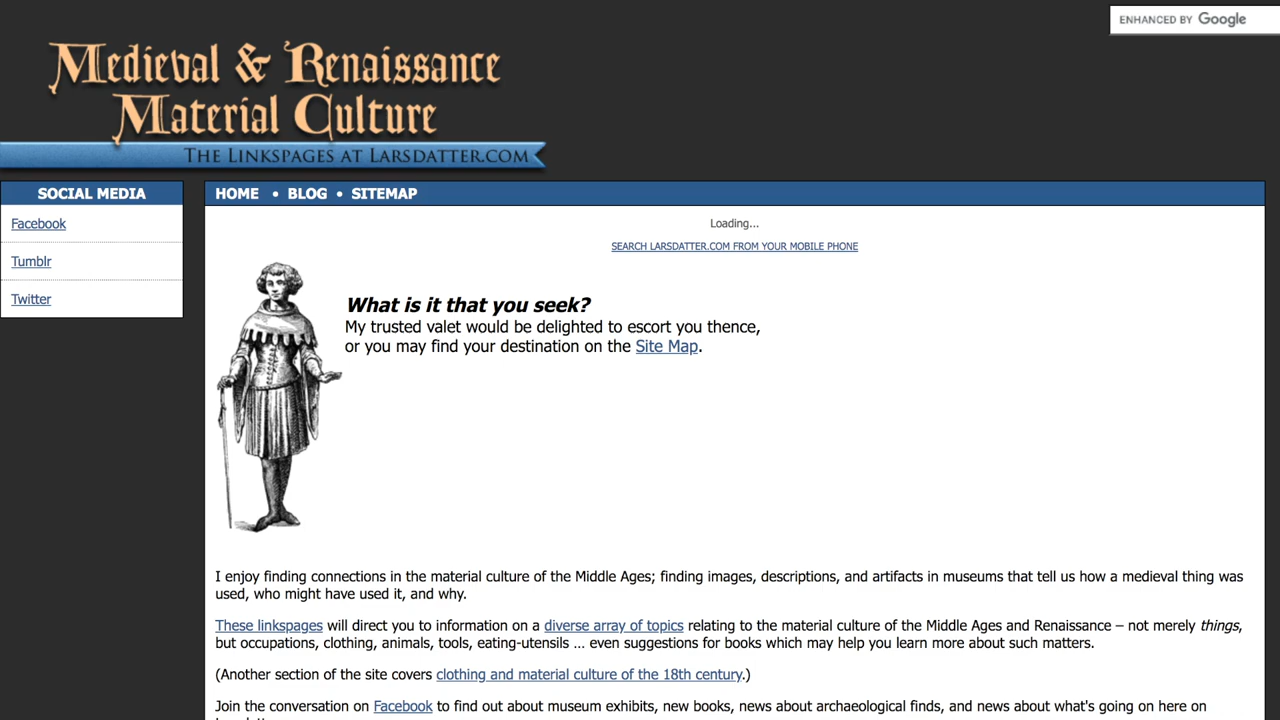 ENHANCED BY Google
Medieval & Renaissance
Material Culture
THE LINKSPAGES AT LARSDATTER.COM
SOCIAL MEDIA
Facebook
Tumblr
Twitter
HOME • BLOG • SITEMAP
Loading...
SEARCH LARSDATTER.COM FROM YOUR MOBILE PHONE
What is it that you seek?
My trusted valet would be delighted to escort you thence,
or you may find your destination on the Site Map.
I enjoy finding connections in the material culture of the Middle Ages; finding images, descriptions, and artifacts in museums that tell us how a medieval thing was
used, who might have used it, and why.
These linkspages will direct you to information on a diverse array of topics relating to the material culture of the Middle Ages and Renaissance – not merely things,
but occupations, clothing, animals, tools, eating-utensils ... even suggestions for books which may help you learn more about such matters.
(Another section of the site covers clothing and material culture of the 18th century.)
Join the conversation on Facebook to find out about museum exhibits, new books, news about archaeological finds, and news about what's going on here on